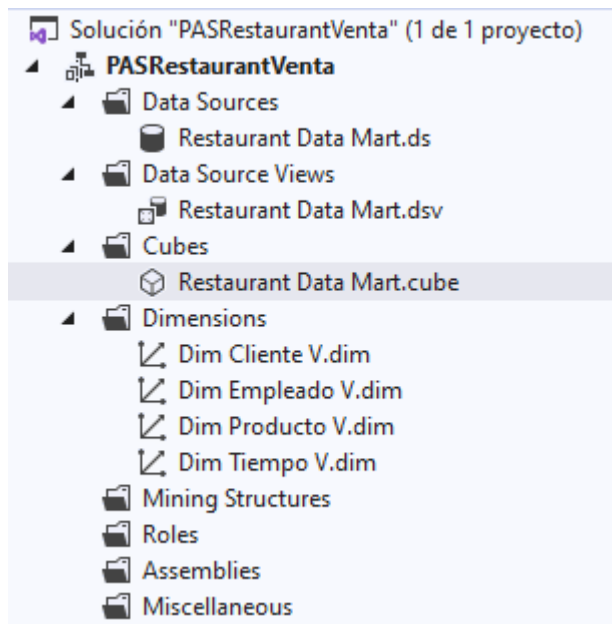 Solución "PASRestaurantVenta" (1 de 1 proyecto)
PASRestaurantVenta
Data Sources
Restaurant Data Mart.ds
Data Source Views
Restaurant Data Mart.dsv
Cubes
Restaurant Data Mart.cube
Dimensions
Dim Cliente V.dim
Dim Empleado V.dim
Dim Producto V.dim
Dim Tiempo V.dim
Mining Structures
Roles
Assemblies
Miscellaneous